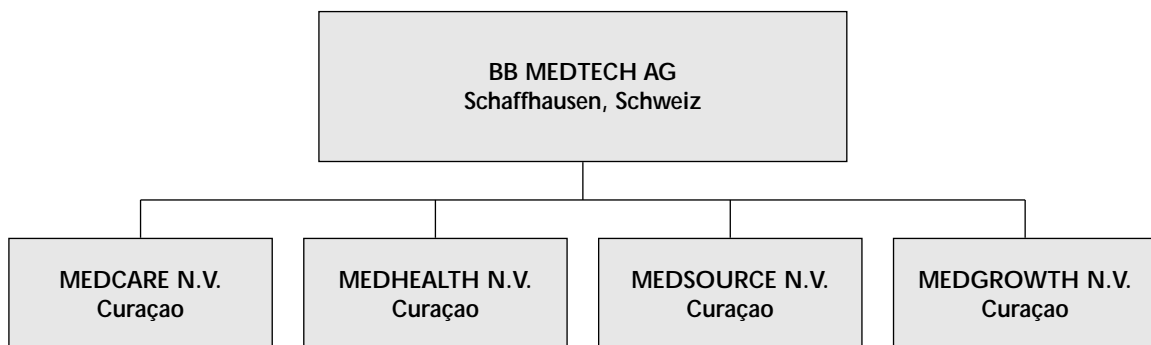 BB MEDTECH AG
Schaffhausen, Schweiz
MEDCARE N.V.
Curaçao
MEDHEALTH N.V.
Curaçao
MEDSOURCE N.V.
Curaçao
MEDGROWTH N.V.
Curaçao